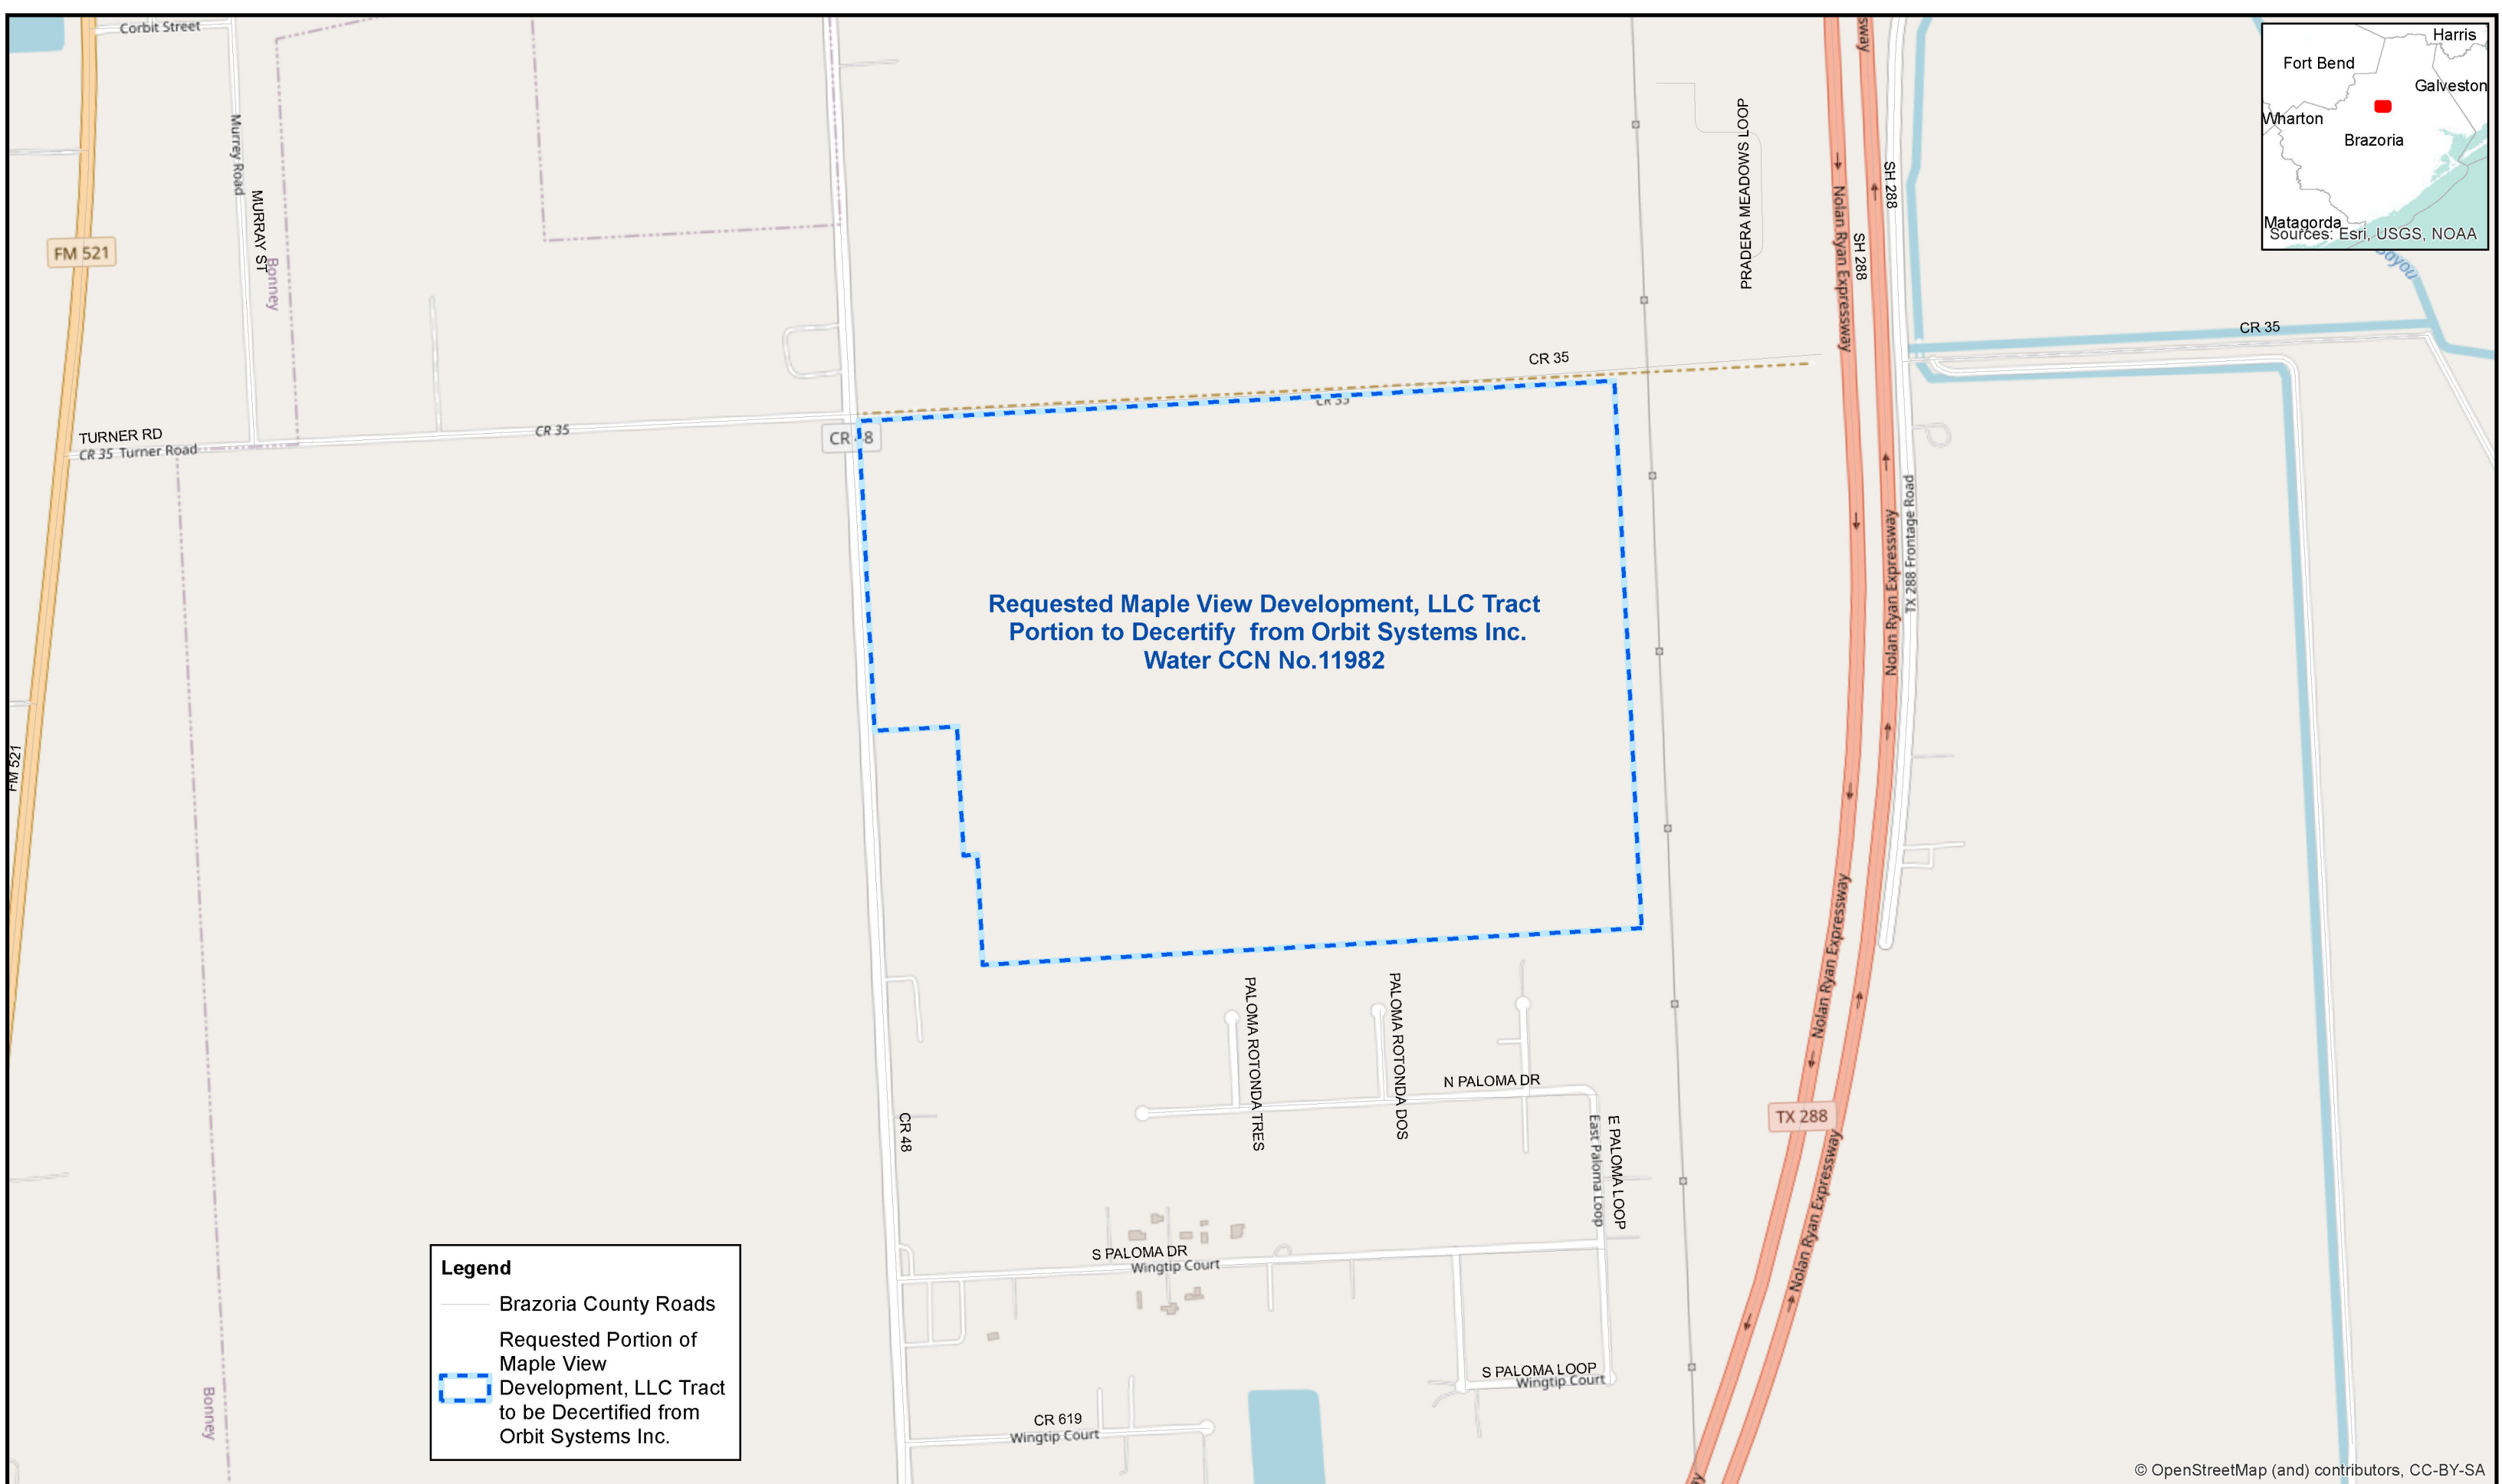 Corbit Street
Murrey Road
MURRAY ST
Bonney
FM 521
TURNER RD
CR 35 Turner Road
CR 35
CR 35
CR 35
PRADERA MEADOWS LOOP
Nolan Ryan Expressway
SH 288
SH 288
CR 35
Harris
Fort Bend
Galveston
Wharton
Brazoria
Matagorda
Sources: Esri, USGS, NOAA
Bayou
Requested Maple View Development, LLC Tract
Portion to Decertify from Orbit Systems Inc.
Water CCN No.11982
Nolan Ryan Expressway
TX 288 Frontage Road
FM 521
Nolan Ryan Expressway
PALOMA ROTONDA TRES
PALOMA ROTONDA DOS
N PALOMA DR
CR 48
East Paloma Loop
E PALOMA LOOP
TX 288
Nolan Ryan Expressway
S PALOMA DR
Wingtip Court
S PALOMA LOOP
Wingtip Court
CR 619
Wingtip Court
Bonney
Legend
Brazoria County Roads
Requested Portion of
Maple View
Development, LLC Tract
to be Decertified from
Orbit Systems Inc.
© OpenStreetMap (and) contributors, CC-BY-SA